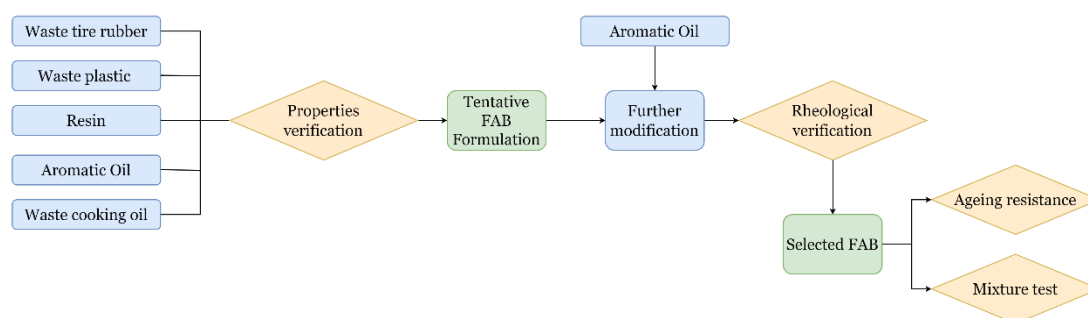 Waste tire rubber
Waste plastic
Resin
Aromatic Oil
Waste cooking oil
Properties
verification
Tentative
FAB
Formulation
Aromatic Oil
Further
modification
Rheological
verification
Selected FAB
Ageing resistance
Mixture test